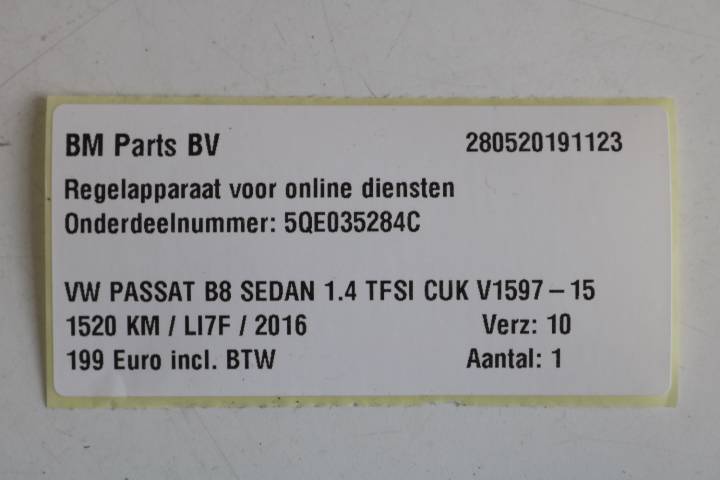 BM Parts BV 280520191123
Regelapparaat voor online diensten
Onderdeelnummer: 5QE035284C
VW PASSAT B8 SEDAN 1.4 TFSI CUK V1597 – 15
1520 KM / LI7F / 2016 Verz: 10
199 Euro incl. BTW Aantal: 1